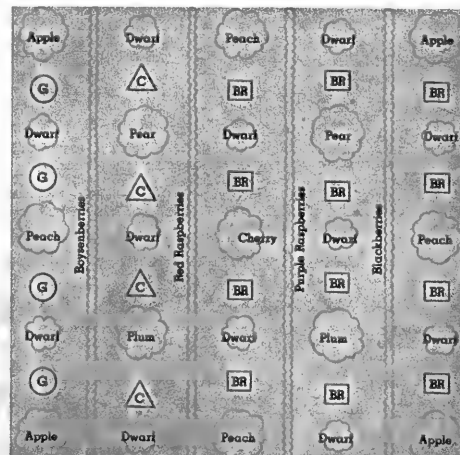 Apple Dwarf Peach Dwarf Apple
G C BR BR BR
Dwarf Pear Dwarf Pear Dwarf
G C BR BR BR
Boysenberries Red Raspberries Purple Raspberries Blackberries
Peach Dwarf Cherry Dwarf Peach
G C BR BR BR
Dwarf Plum Dwarf Plum Dwarf
G C BR BR BR
Apple Dwarf Peach Dwarf Apple